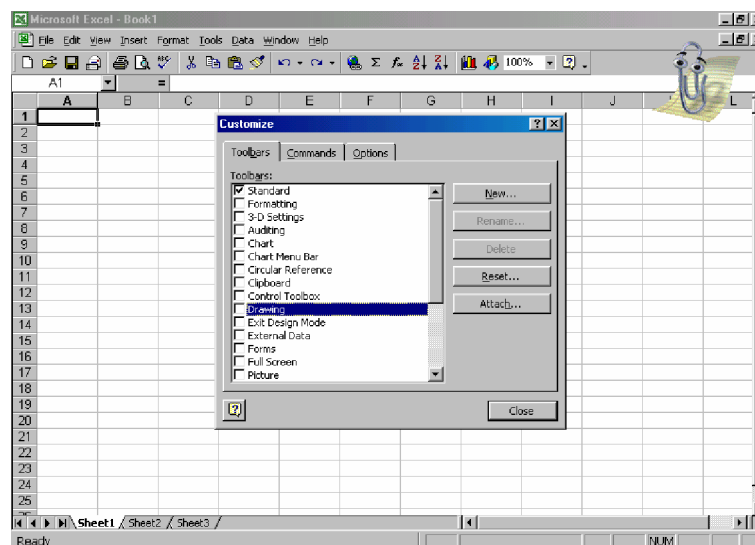 Microsoft Excel - Book1
File Edit View Insert Format Tools Data Window Help
100%
A1 =
A B C D E F G H I J L
1
2
3
4
5
6
7
8
9
10
11
12
13
14
15
16
17
18
19
20
21
22
23
24
25
Customize
Toolbars Commands Options
Toolbars:
Standard
Formatting
3-D Settings
Auditing
Chart
Chart Menu Bar
Circular Reference
Clipboard
Control Toolbox
Drawing
Exit Design Mode
External Data
Forms
Full Screen
Picture
New...
Rename...
Delete
Reset...
Attach...
Close
Sheet1 Sheet2 Sheet3
Ready NUM